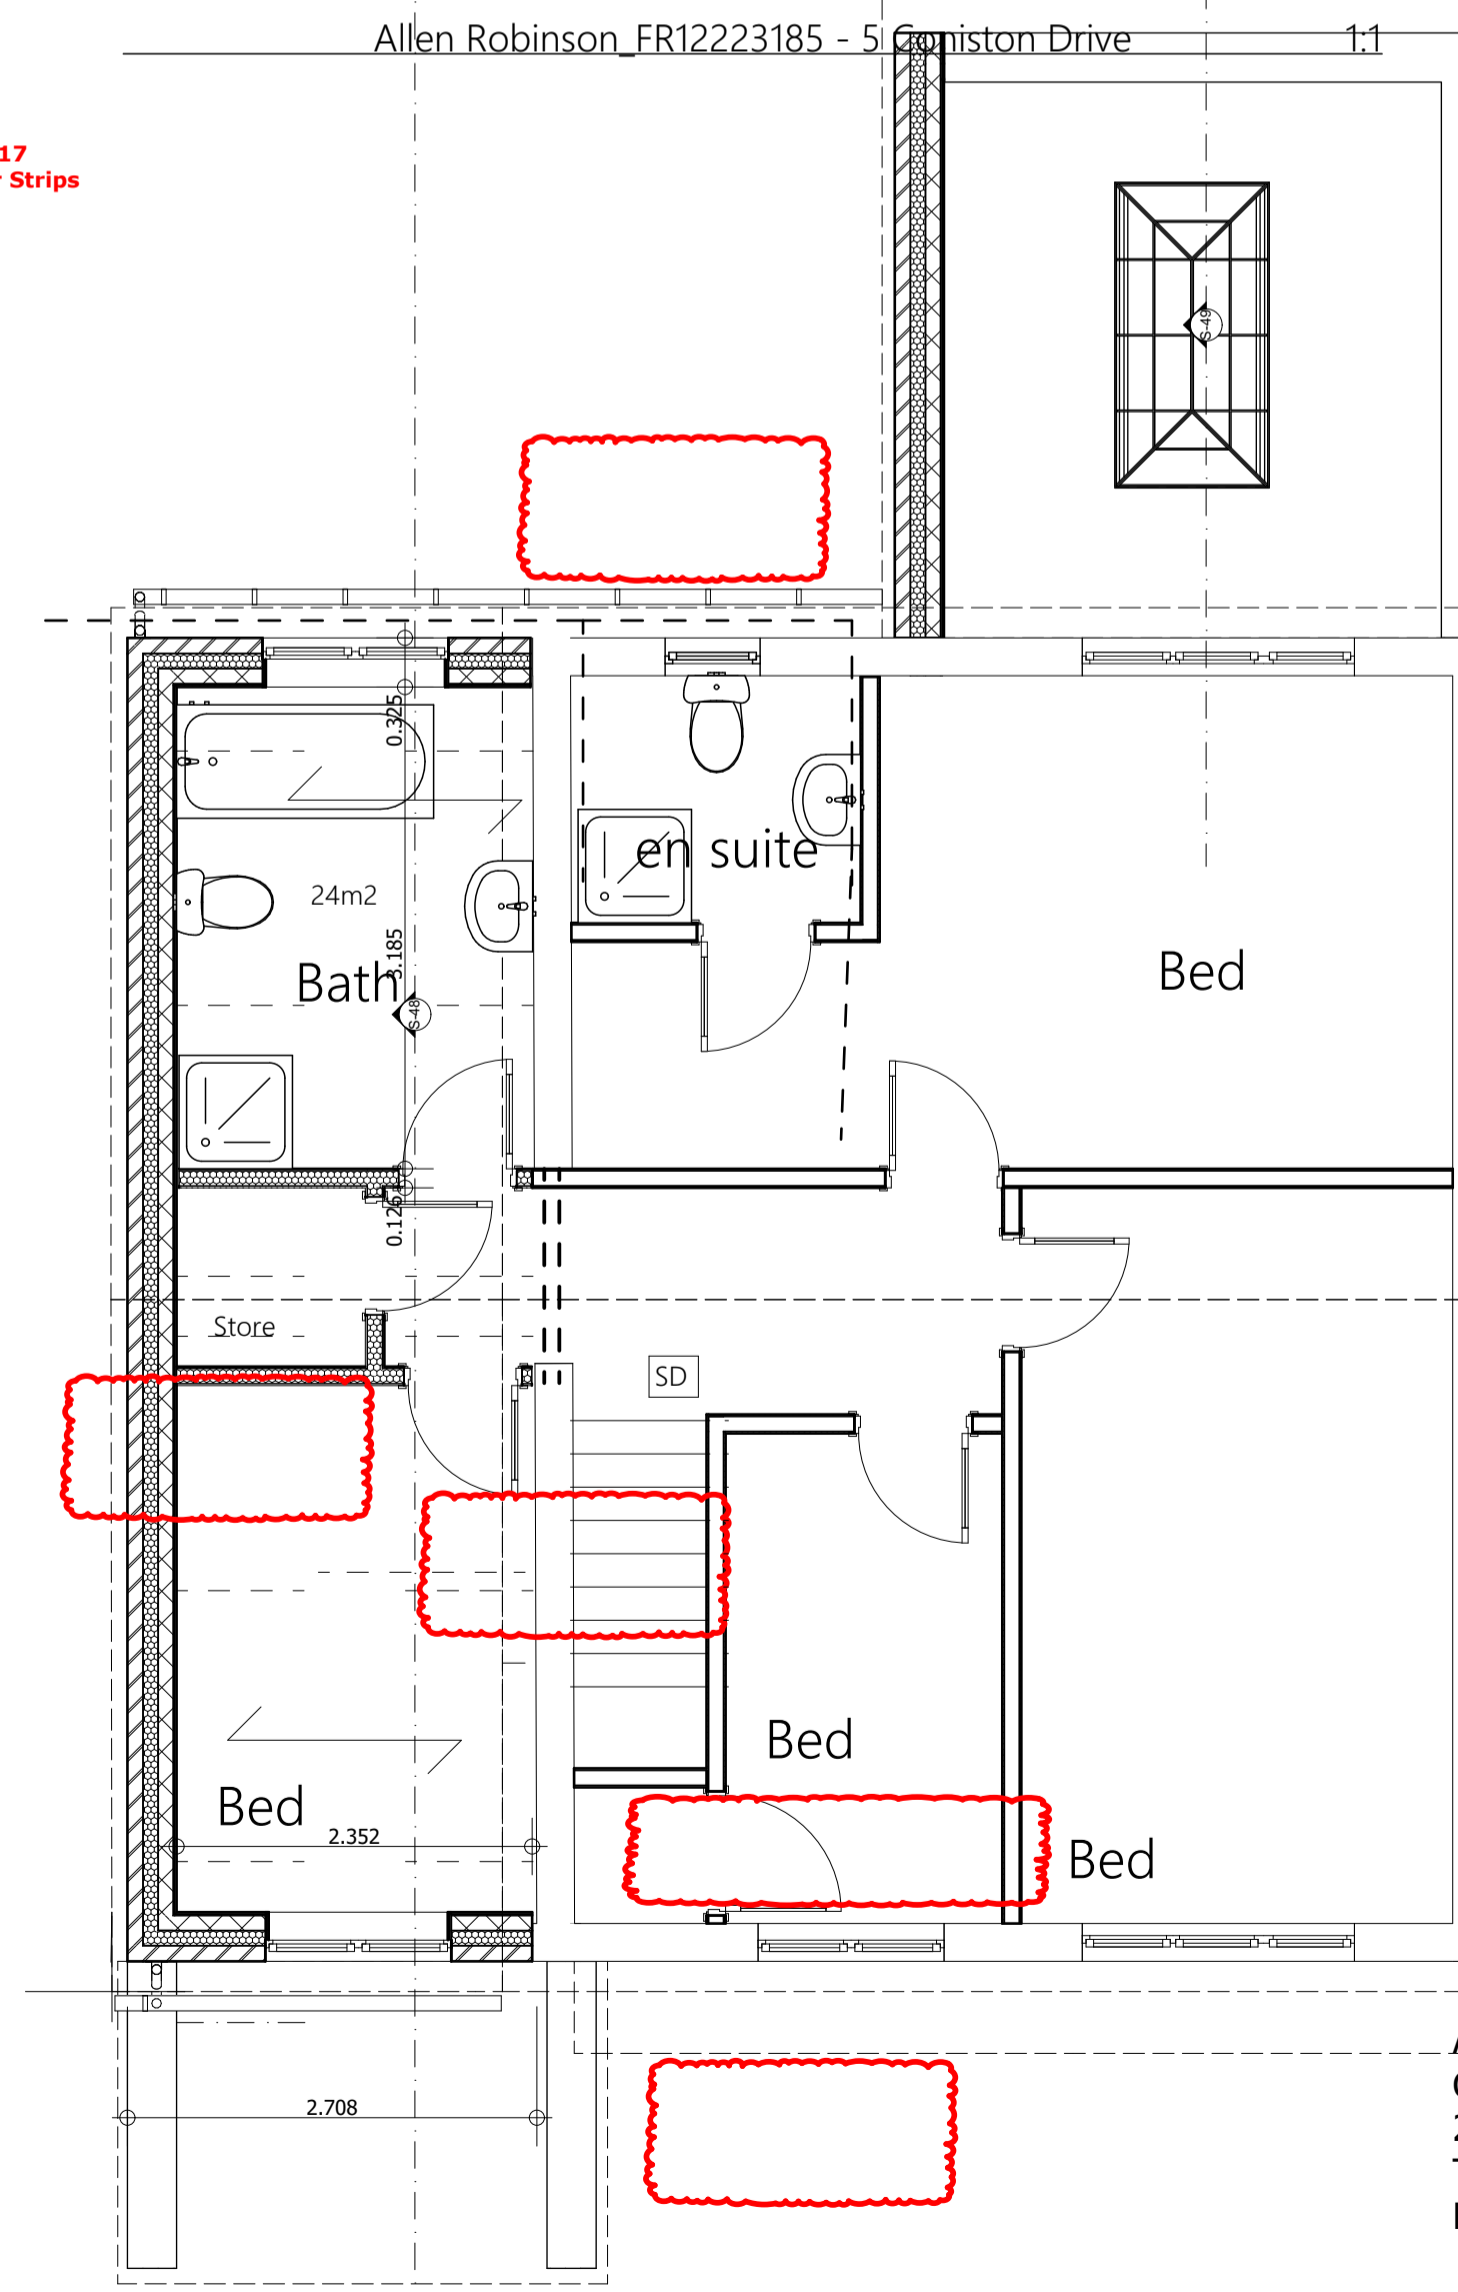 Allen Robinson_FR12223185 - 5 Coniston Drive 1:1
17
Strips
S-49
0.325
en suite
24m2
3.185
Bath
Bed
S-48
0.126
Store
SD
Bed
Bed
2.352
Bed
2.708